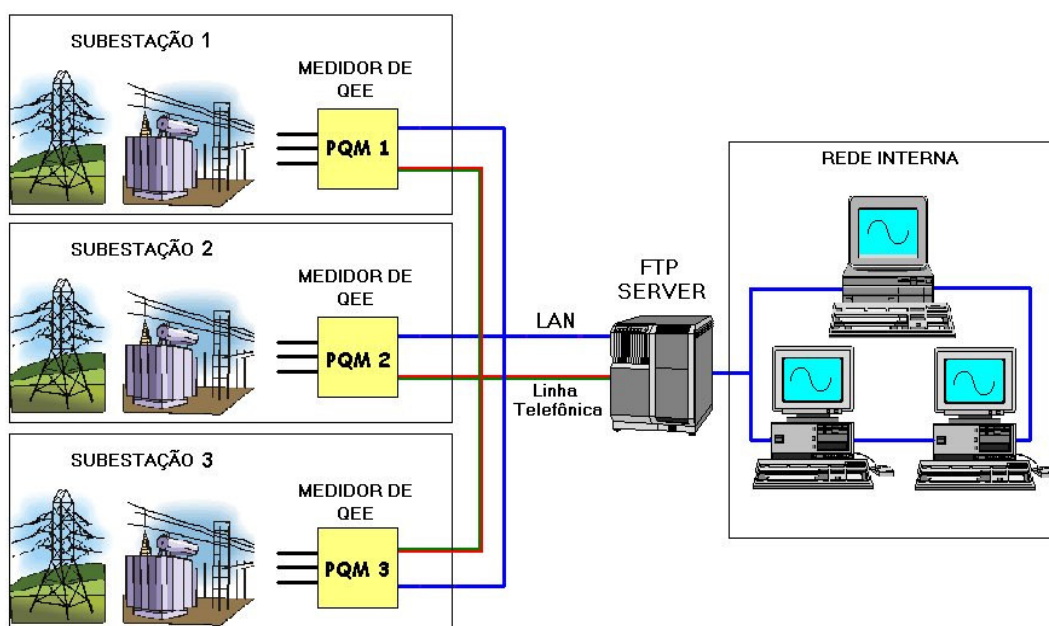 SUBESTAÇÃO 1
MEDIDOR DE
QEE
PQM 1
SUBESTAÇÃO 2
MEDIDOR DE
QEE
PQM 2
SUBESTAÇÃO 3
MEDIDOR DE
QEE
PQM 3
LAN
Linha
Telefônica
FTP
SERVER
REDE INTERNA